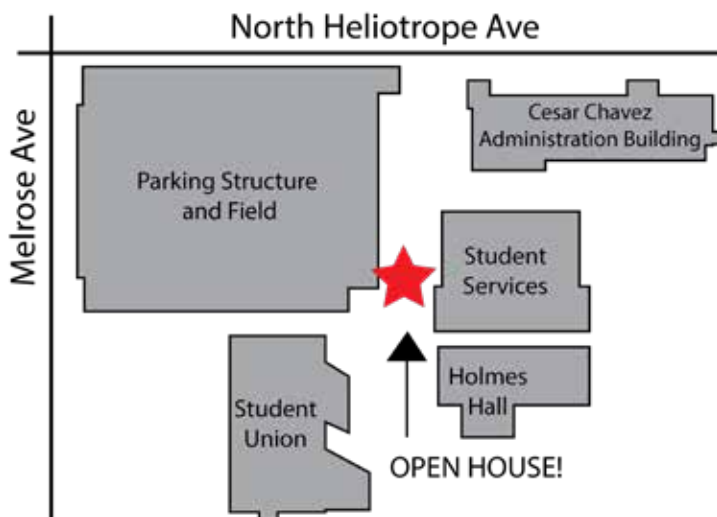 North Heliotrope Ave
Melrose Ave
Cesar Chavez
Administration Building
Parking Structure
and Field
Student
Services
Holmes
Hall
Student
Union
OPEN HOUSE!